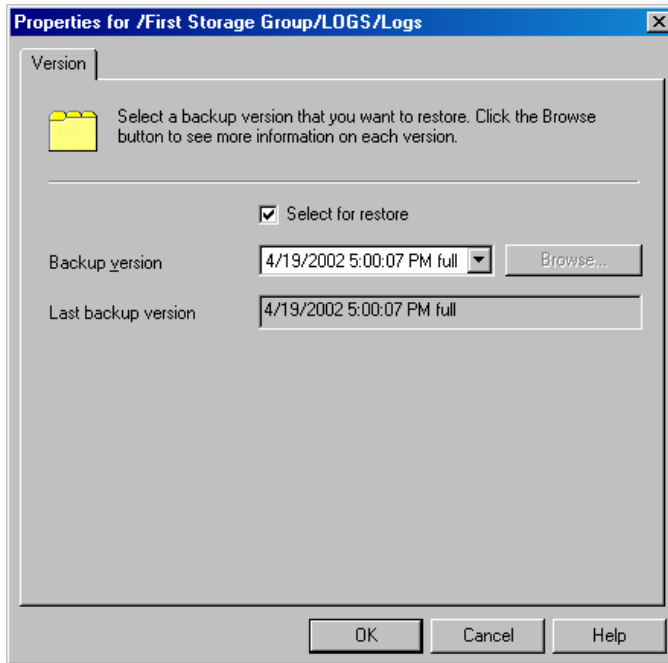 Properties for /First Storage Group/LOGS/Logs
Version
Select a backup version that you want to restore. Click the Browse
button to see more information on each version.
Select for restore
Backup version
4/19/2002 5:00:07 PM full
Browse...
Last backup version
4/19/2002 5:00:07 PM full
OK
Cancel
Help